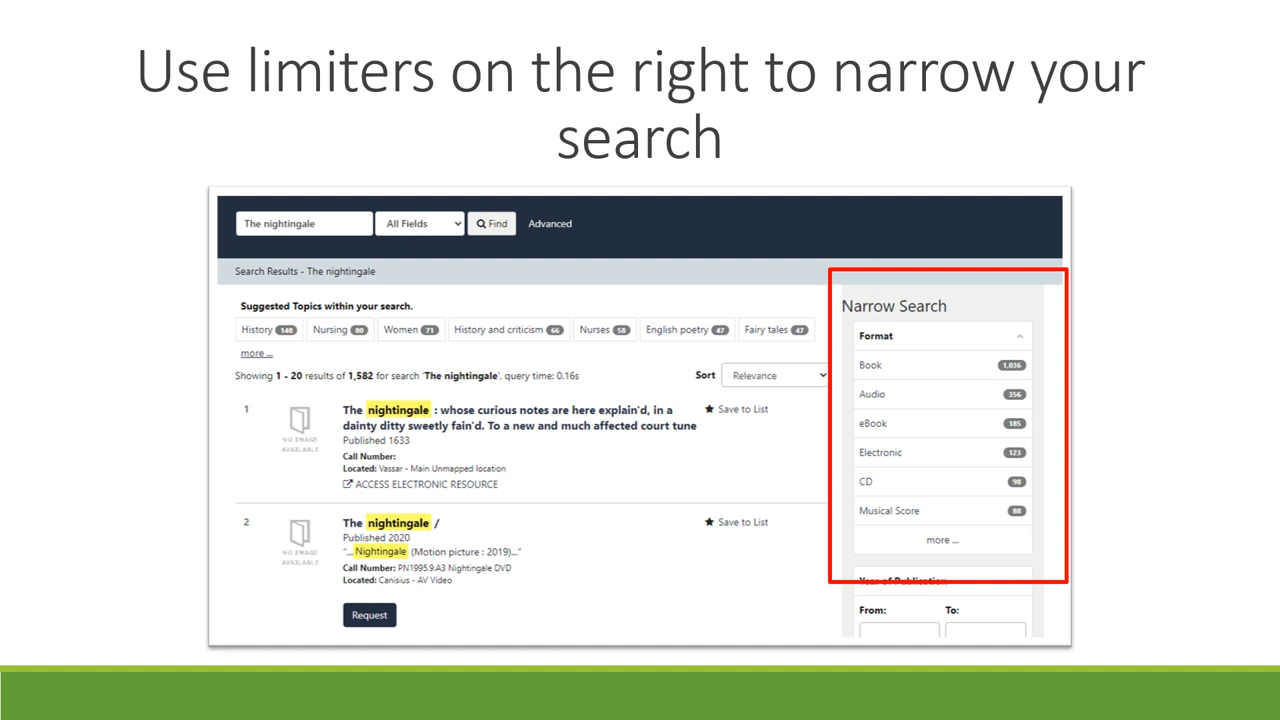 Use limiters on the right to narrow your
search
The nightingale All Fields Find Advanced
Search Results - The nightingale
Suggested Topics within your search.
History 148 Nursing 80 Women 71 History and criticism 66 Nurses 58 English poetry 47 Fairy tales 47
more ...
Showing 1 - 20 results of 1,582 for search 'The nightingale', query time: 0.16s Sort Relevance
1
NO IMAGE
AVAILABLE
The nightingale : whose curious notes are here explain'd, in a
dainty ditty sweetly fain'd. To a new and much affected court tune
Published 1633
Call Number:
Located: Vassar - Main Unmapped location
ACCESS ELECTRONIC RESOURCE
Save to List
2
NO IMAGE
AVAILABLE
The nightingale /
Published 2020
"...Nightingale (Motion picture : 2019)..."
Call Number: PN1995.9.A3 Nightingale DVD
Located: Canisius - AV Video
Request
Save to List
Narrow Search
Format
Book 1,036
Audio 356
eBook 185
Electronic 123
CD 98
Musical Score 88
more ...
Year of Publication
From: To: